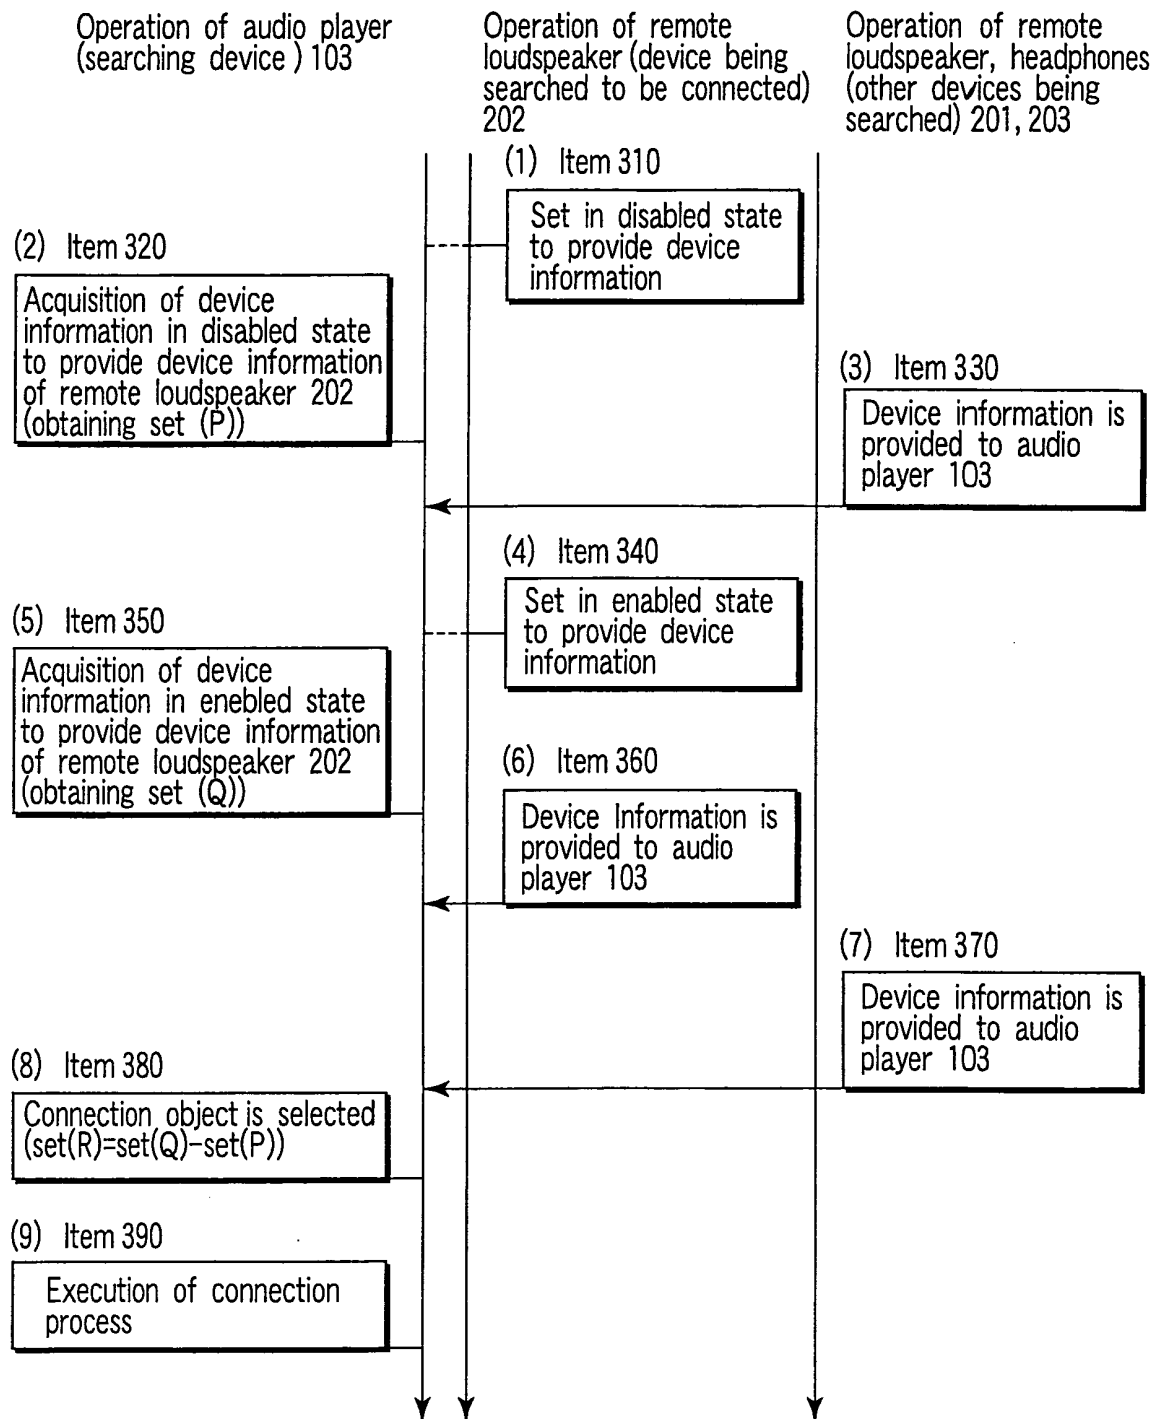 Operation of audio player
(searching device ) 103
Operation of remote
loudspeaker (device being
searched to be connected)
202
Operation of remote
loudspeaker, headphones
(other devices being
searched) 201, 203
(1) Item 310
Set in disabled state
to provide device
information
(2) Item 320
Acquisition of device
information in disabled state
to provide device information
of remote loudspeaker 202
(obtaining set (P))
(3) Item 330
Device information is
provided to audio
player 103
(4) Item 340
Set in enabled state
to provide device
information
(5) Item 350
Acquisition of device
information in enebled state
to provide device information
of remote loudspeaker 202
(obtaining set (Q))
(6) Item 360
Device Information is
provided to audio
player 103
(7) Item 370
Device information is
provided to audio
player 103
(8) Item 380
Connection object is selected
(set(R)=set(Q)-set(P))
(9) Item 390
Execution of connection
process